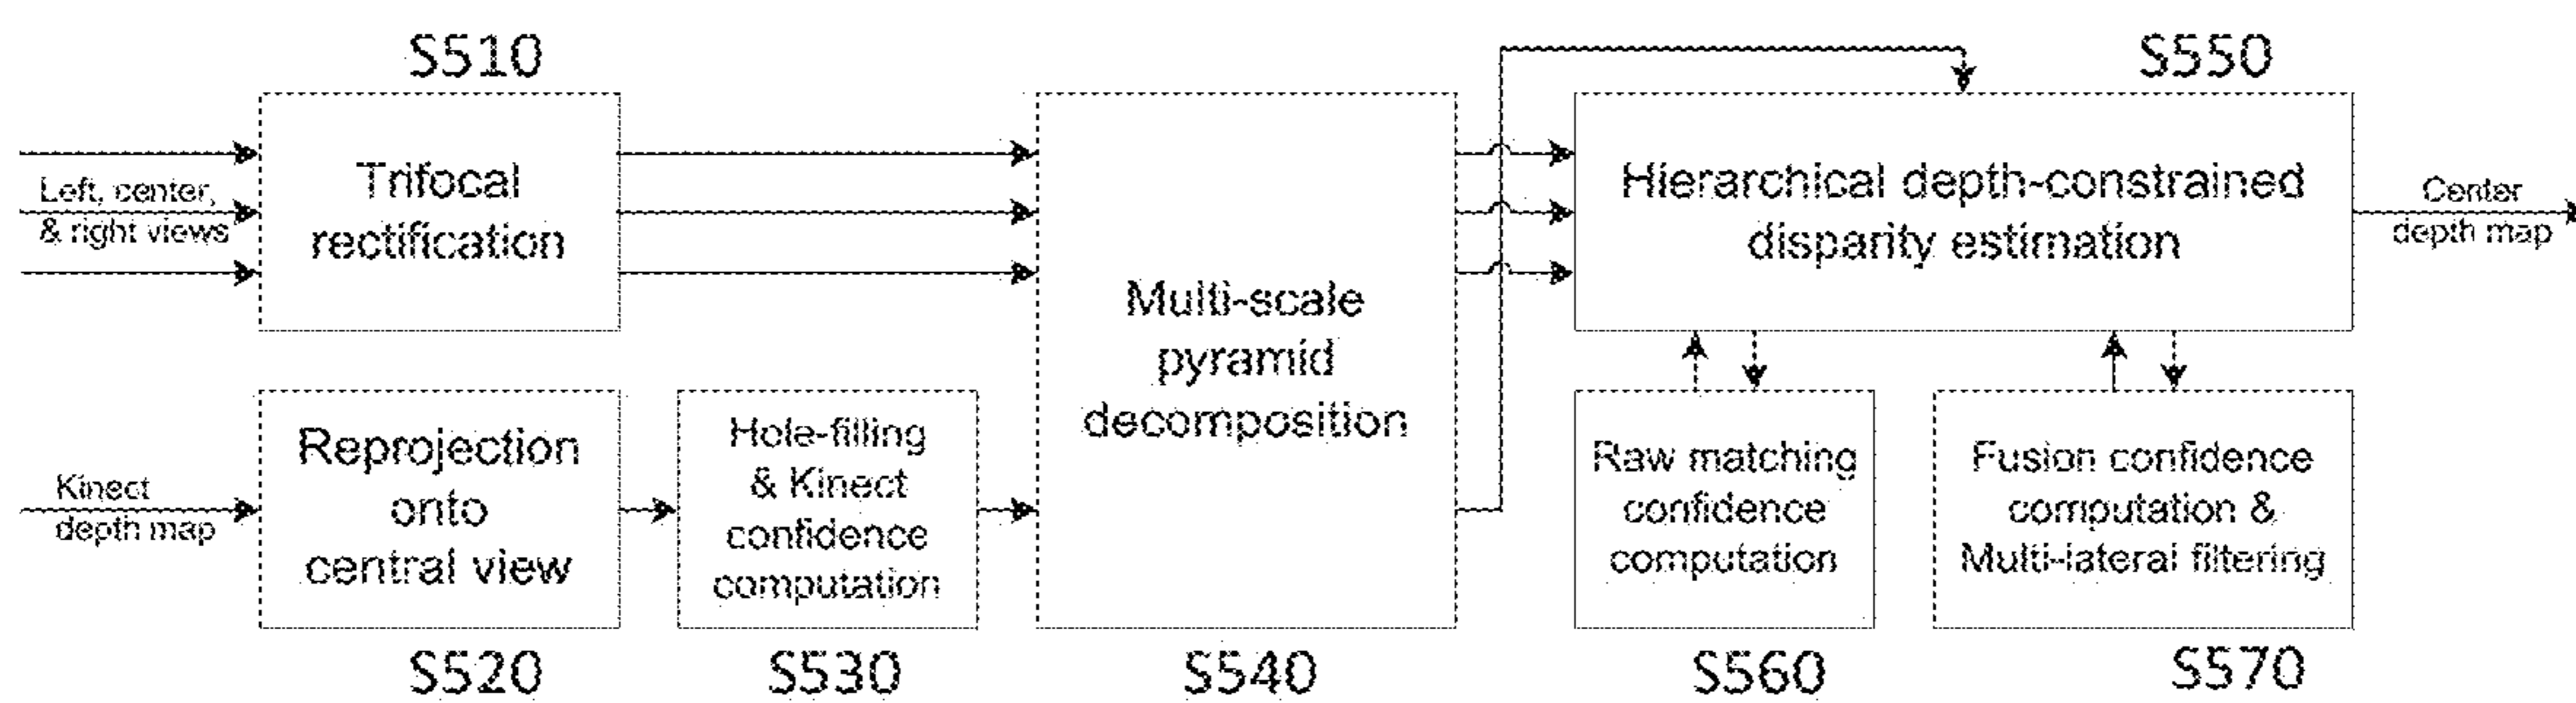 S510
S550
Left, center,
& right views
Trifocal
rectification
Hierarchical depth-constrained
disparity estimation
Center
depth map
Multi-scale
pyramid
decomposition
Kinect
depth map
Reprojection
onto
central view
Hole-filling
& Kinect
confidence
computation
Raw matching
confidence
computation
Fusion confidence
computation &
Multi-lateral filtering
S520
S530
S540
S560
S570